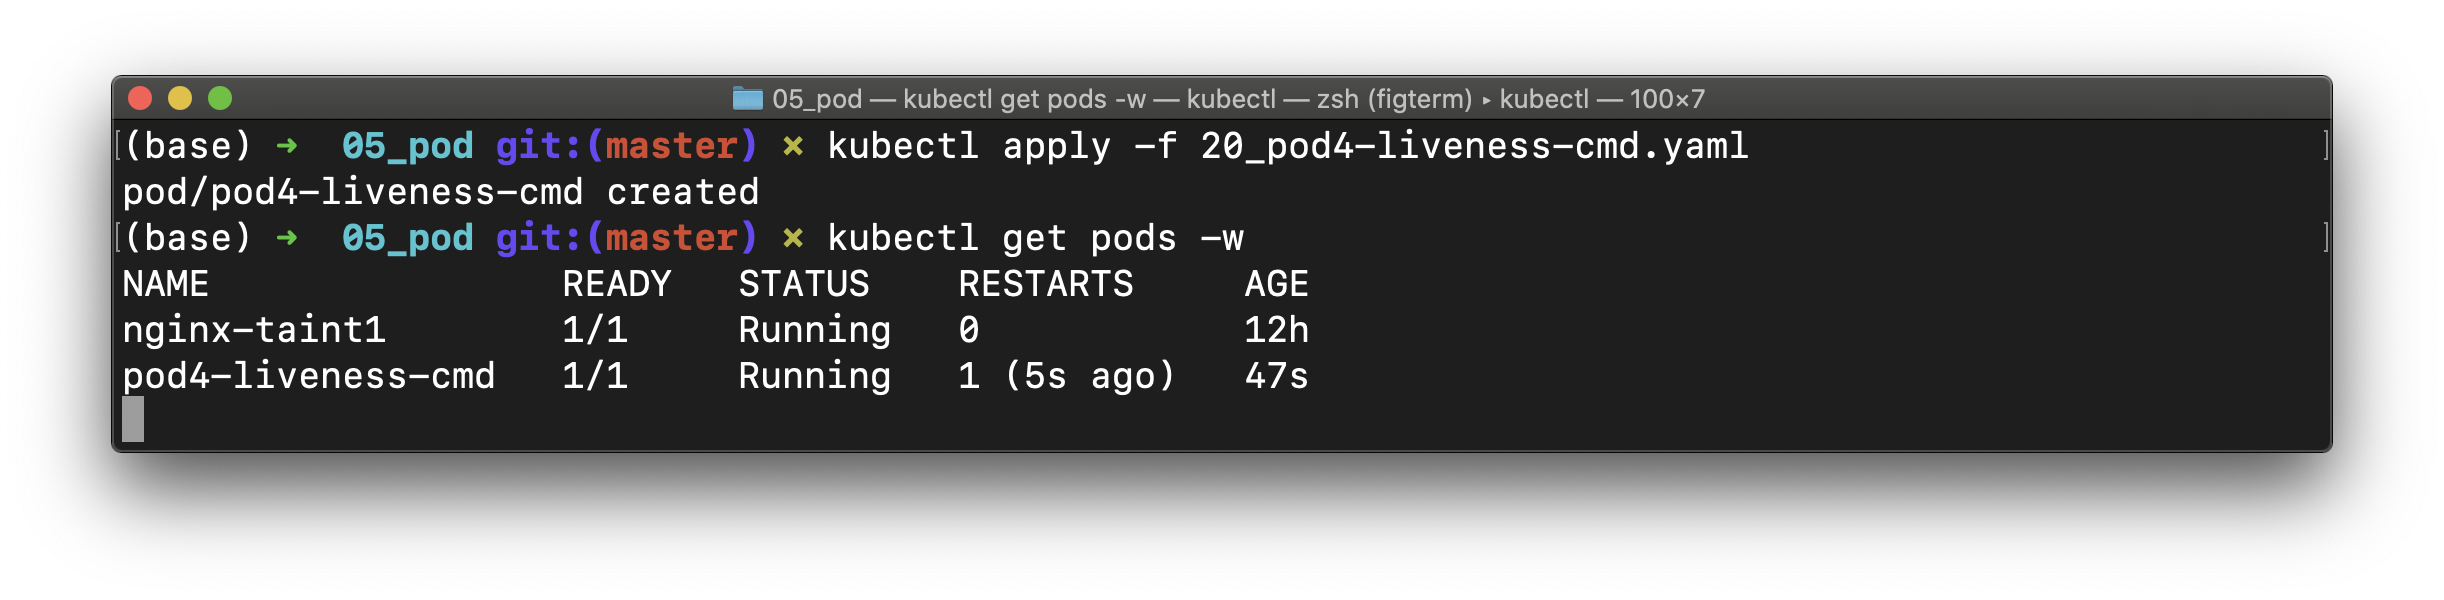 05_pod — kubectl get pods -w — kubectl — zsh (figterm) ▸ kubectl — 100×7
(base) ➜  05_pod git:(master) ✗ kubectl apply -f 20_pod4-liveness-cmd.yaml
pod/pod4-liveness-cmd created
(base) ➜  05_pod git:(master) ✗ kubectl get pods -w
NAME                READY   STATUS    RESTARTS     AGE
nginx-taint1        1/1     Running   0            12h
pod4-liveness-cmd   1/1     Running   1 (5s ago)   47s